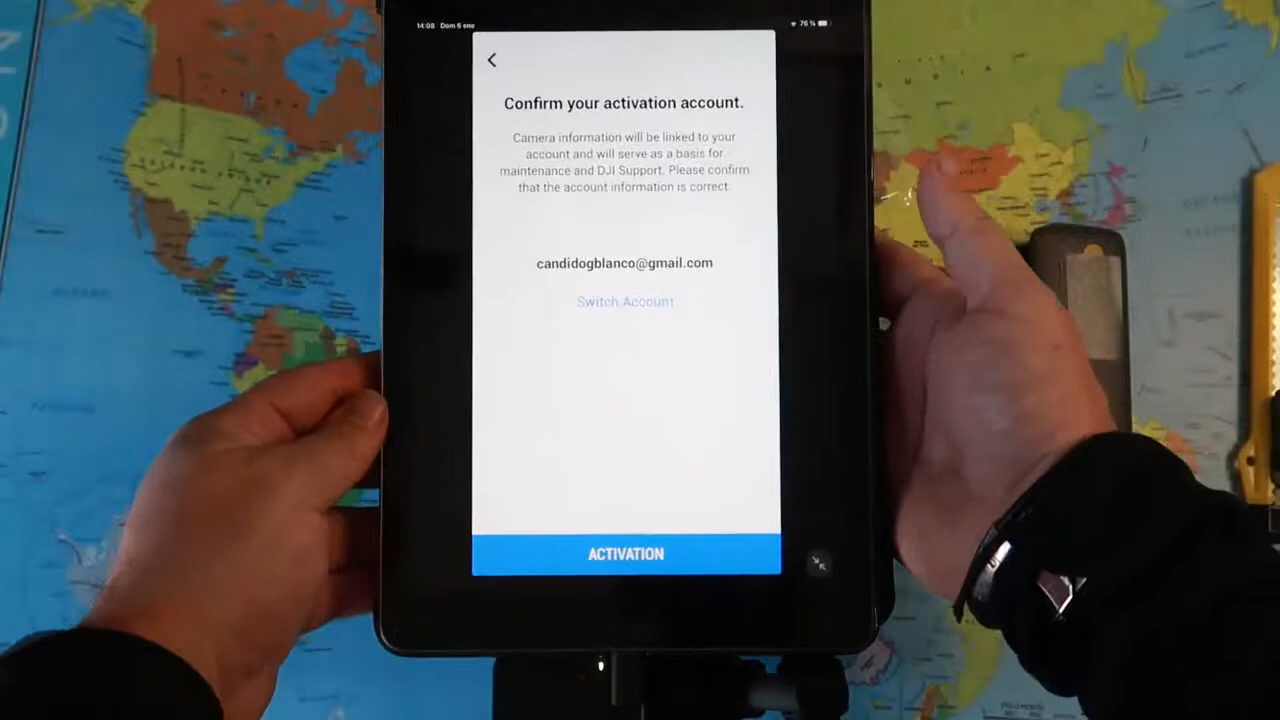 14:08 Dom 6 ene
76 %
Confirm your activation account.
Camera information will be linked to your
account and will serve as a basis for
maintenance and DJI Support. Please confirm
that the account information is correct.
candidogblanco@gmail.com
Switch Account
ACTIVATION